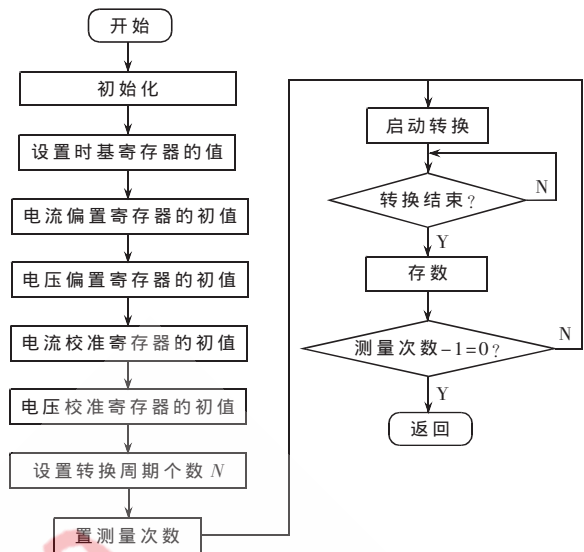 开始
初始化
设置时基寄存器的值
电流偏置寄存器的初值
电压偏置寄存器的初值
电流校准寄存器的初值
电压校准寄存器的初值
设置转换周期个数 N
置测量次数
启动转换
转换结束?
N
Y
存数
测量次数-1=0?
N
Y
返回